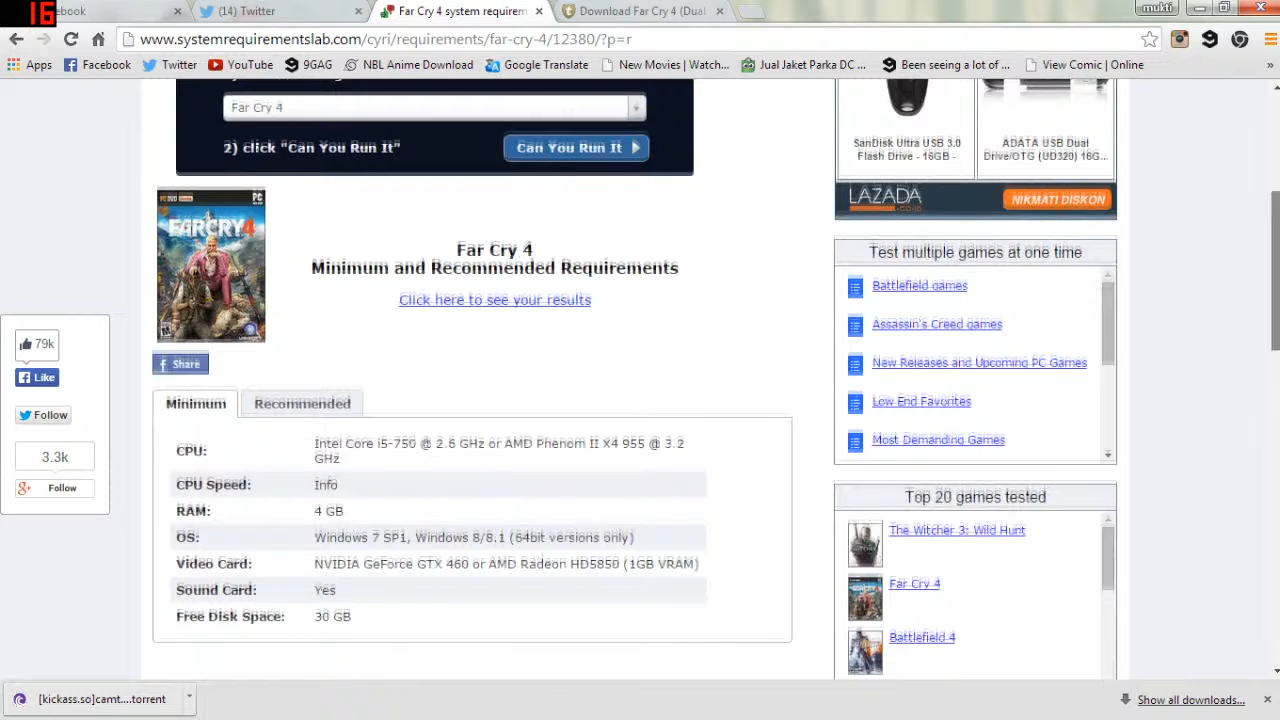 16
ebook
(14) Twitter
Far Cry 4 system requirem
Download Far Cry 4 (Dual
mukti
www.systemrequirementslab.com/cyri/requirements/far-cry-4/12380/?p=r
Apps
Facebook
Twitter
YouTube
9GAG
NBL Anime Download
Google Translate
New Movies | Watch...
Jual Jaket Parka DC ...
Been seeing a lot of ...
View Comic | Online
»
Far Cry 4
2) click "Can You Run It"
Can You Run It
SanDisk Ultra USB 3.0
Flash Drive - 16GB -
ADATA USB Dual
Drive/OTG (UD320) 16G...
LAZADA
.CO.ID
NIKMATI DISKON
PC
FARCRY4
Far Cry 4
Minimum and Recommended Requirements
Click here to see your results
Test multiple games at one time
Battlefield games
Assassin's Creed games
New Releases and Upcoming PC Games
Low End Favorites
Most Demanding Games
79k
Like
Follow
3.3k
Follow
Share
Minimum
Recommended
CPU:
Intel Core i5-750 @ 2.6 GHz or AMD Phenom II X4 955 @ 3.2
GHz
CPU Speed:
Info
RAM:
4 GB
OS:
Windows 7 SP1, Windows 8/8.1 (64bit versions only)
Video Card:
NVIDIA GeForce GTX 460 or AMD Radeon HD5850 (1GB VRAM)
Sound Card:
Yes
Free Disk Space:
30 GB
Top 20 games tested
The Witcher 3: Wild Hunt
Far Cry 4
Battlefield 4
[kickass.so]camt....torrent
Show all downloads...